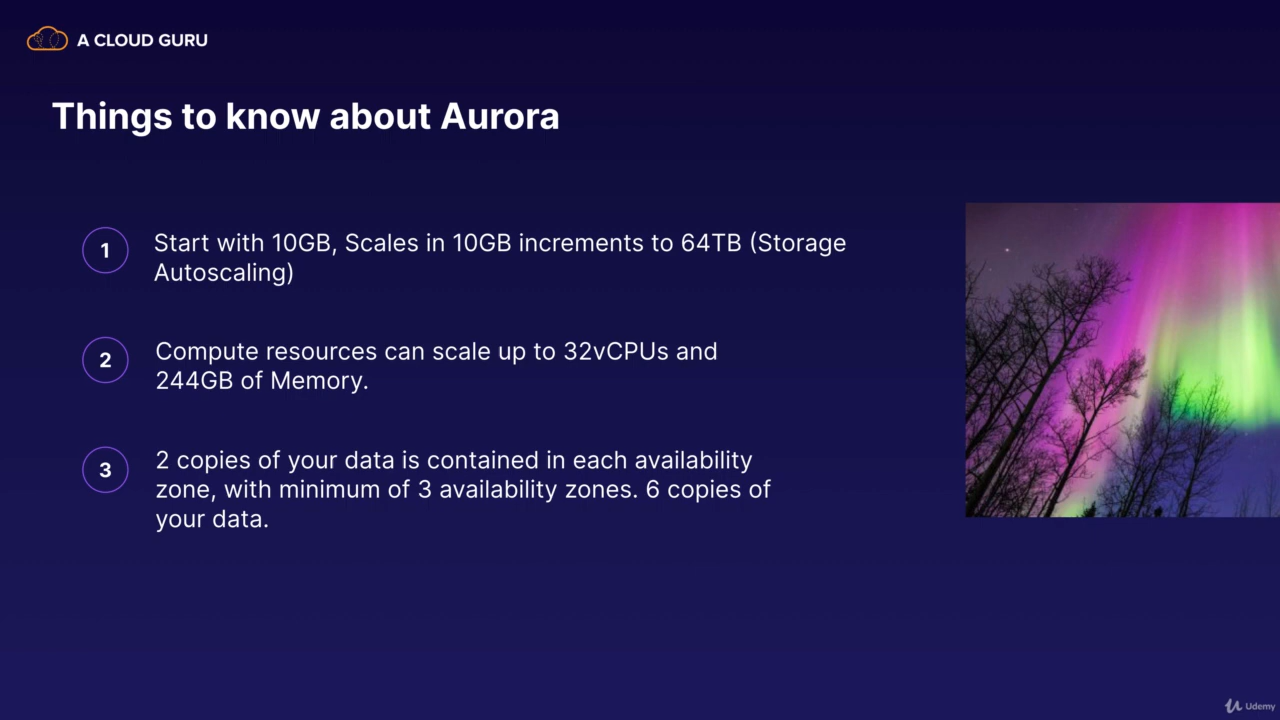 A CLOUD GURU
Things to know about Aurora
1
Start with 10GB, Scales in 10GB increments to 64TB (Storage
Autoscaling)
2
Compute resources can scale up to 32vCPUs and
244GB of Memory.
3
2 copies of your data is contained in each availability
zone, with minimum of 3 availability zones. 6 copies of
your data.
Udemy